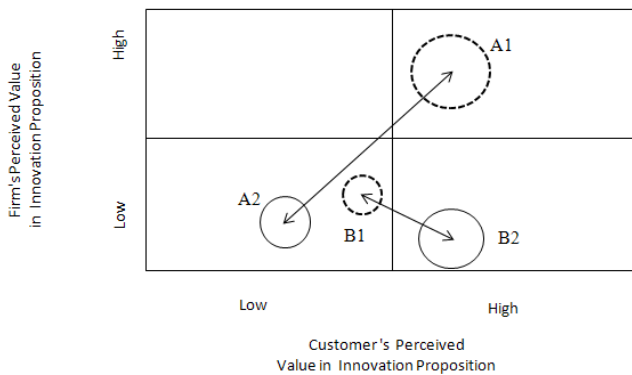 Firm's Perceived Value
in Innovation Proposition
High
Low
A1
A2
B1
B2
Low
High
Customer's Perceived
Value in Innovation Proposition